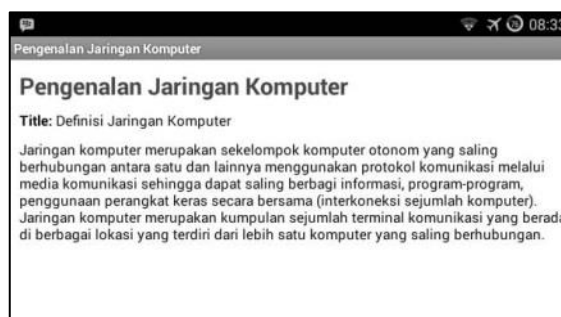 08:33
Pengenalan Jaringan Komputer
Pengenalan Jaringan Komputer
Title: Definisi Jaringan Komputer
Jaringan komputer merupakan sekelompok komputer otonom yang saling
berhubungan antara satu dan lainnya menggunakan protokol komunikasi melalui
media komunikasi sehingga dapat saling berbagi informasi, program-program,
penggunaan perangkat keras secara bersama (interkoneksi sejumlah komputer).
Jaringan komputer merupakan kumpulan sejumlah terminal komunikasi yang berada
di berbagai lokasi yang terdiri dari lebih satu komputer yang saling berhubungan.